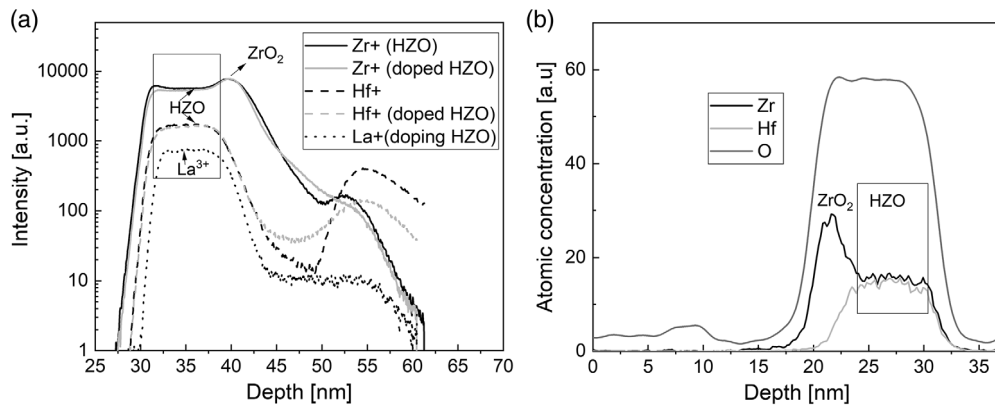 (a)
Zr+ (HZO)
Zr+ (doped HZO)
Hf+
Hf+ (doped HZO)
La+(doping HZO)
ZrO₂
HZO
La³⁺
10000
1000
100
10
1
Intensity [a.u.]
25 30 35 40 45 50 55 60 65 70
Depth [nm]
(b)
Zr
Hf
O
ZrO₂
HZO
60
40
20
0
Atomic concentration [a.u]
0 5 10 15 20 25 30 35
Depth [nm]